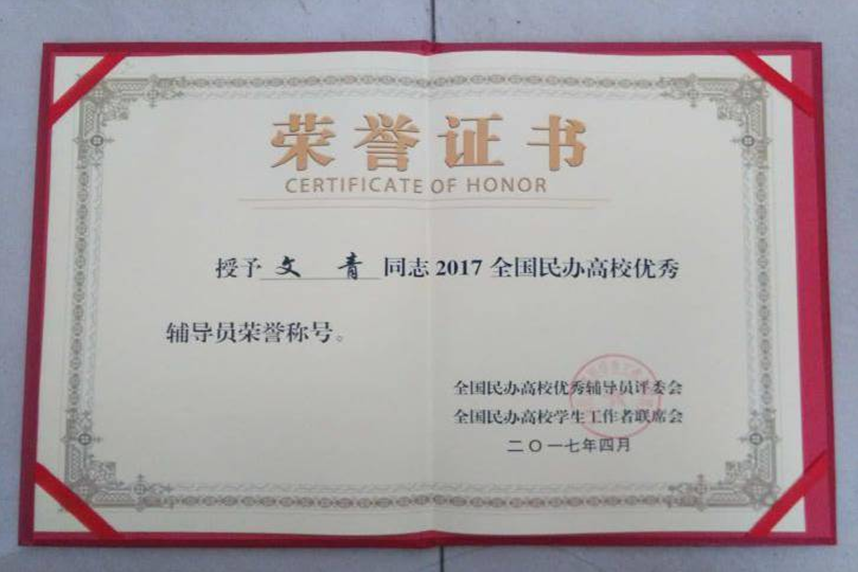 荣誉证书
CERTIFICATE OF HONOR
授予 文 青 同志 2017 全国民办高校优秀
辅导员荣誉称号。
全国民办高校优秀辅导员评委会
全国民办高校学生工作者联席会
二〇一七年四月